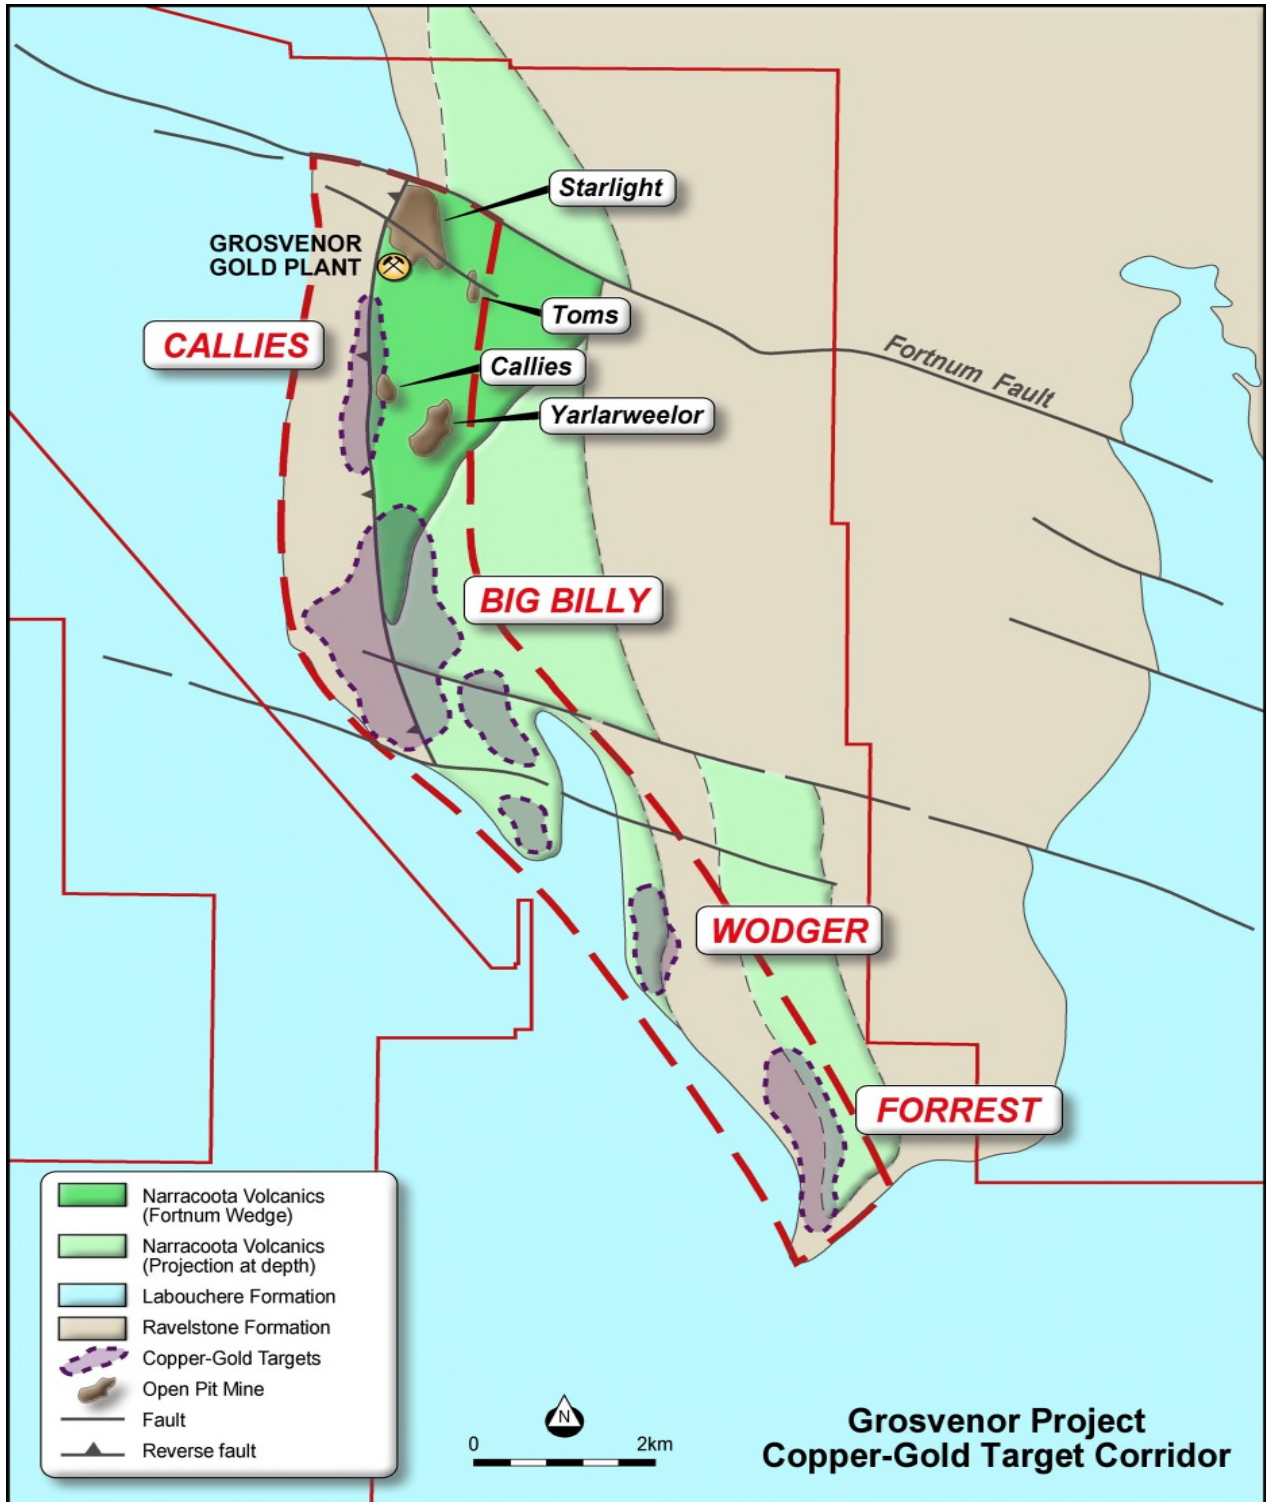 Starlight
GROSVENOR
GOLD PLANT
Toms
CALLIES
Fortnum Fault
Callies
Yarlarweelor
BIG BILLY
WODGER
FORREST
Narracoota Volcanics
(Fortnum Wedge)
Narracoota Volcanics
(Projection at depth)
Labouchere Formation
Ravelstone Formation
Copper-Gold Targets
Open Pit Mine
Fault
Reverse fault
N
0 2km
Grosvenor Project
Copper-Gold Target Corridor